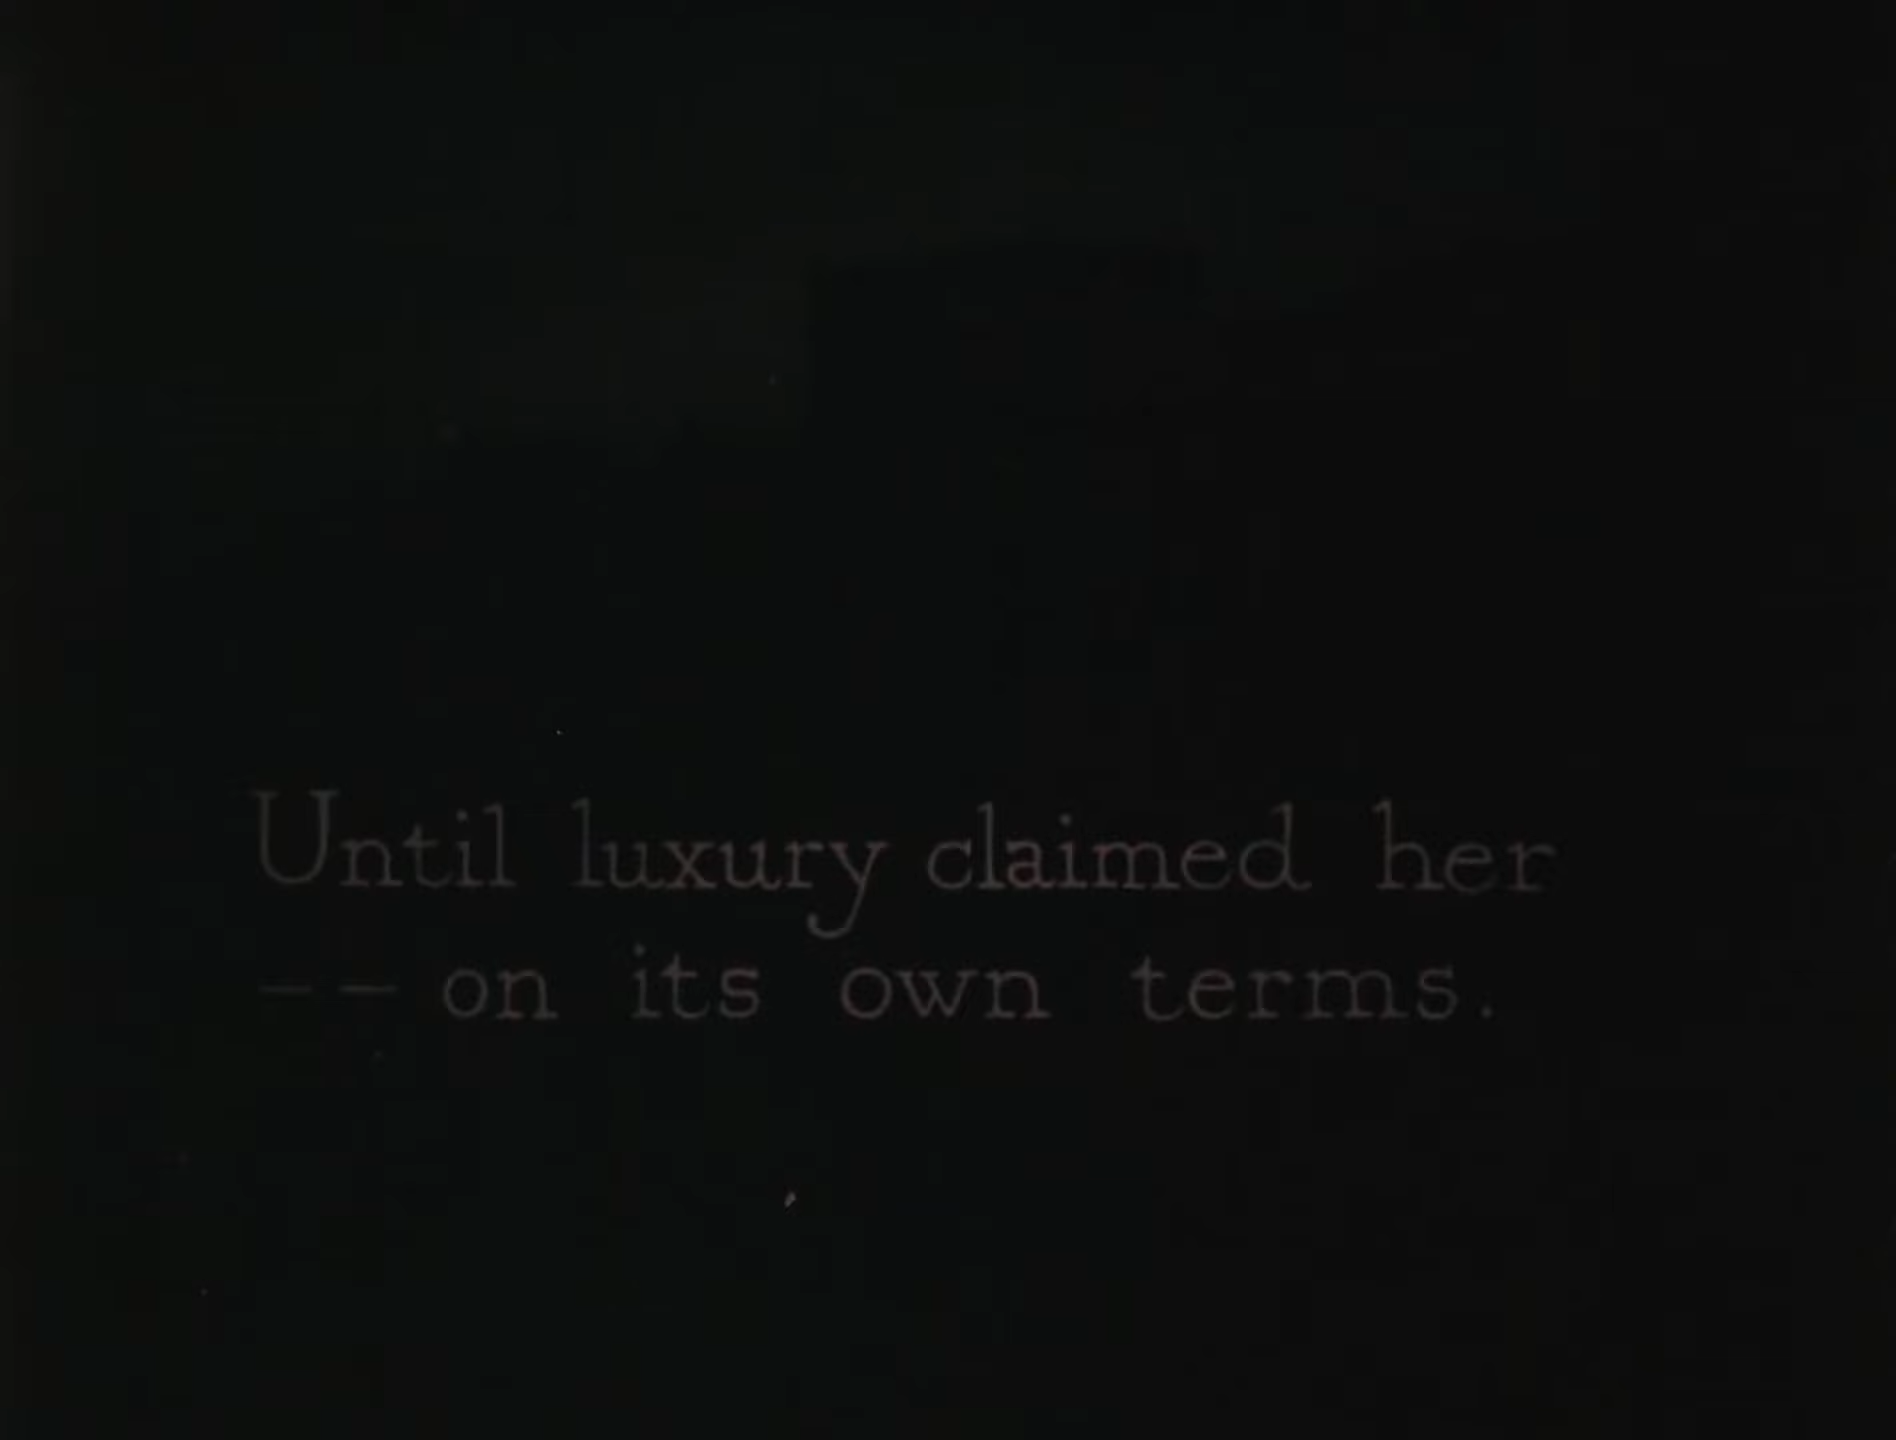 Until luxury claimed her
-- on its own terms.